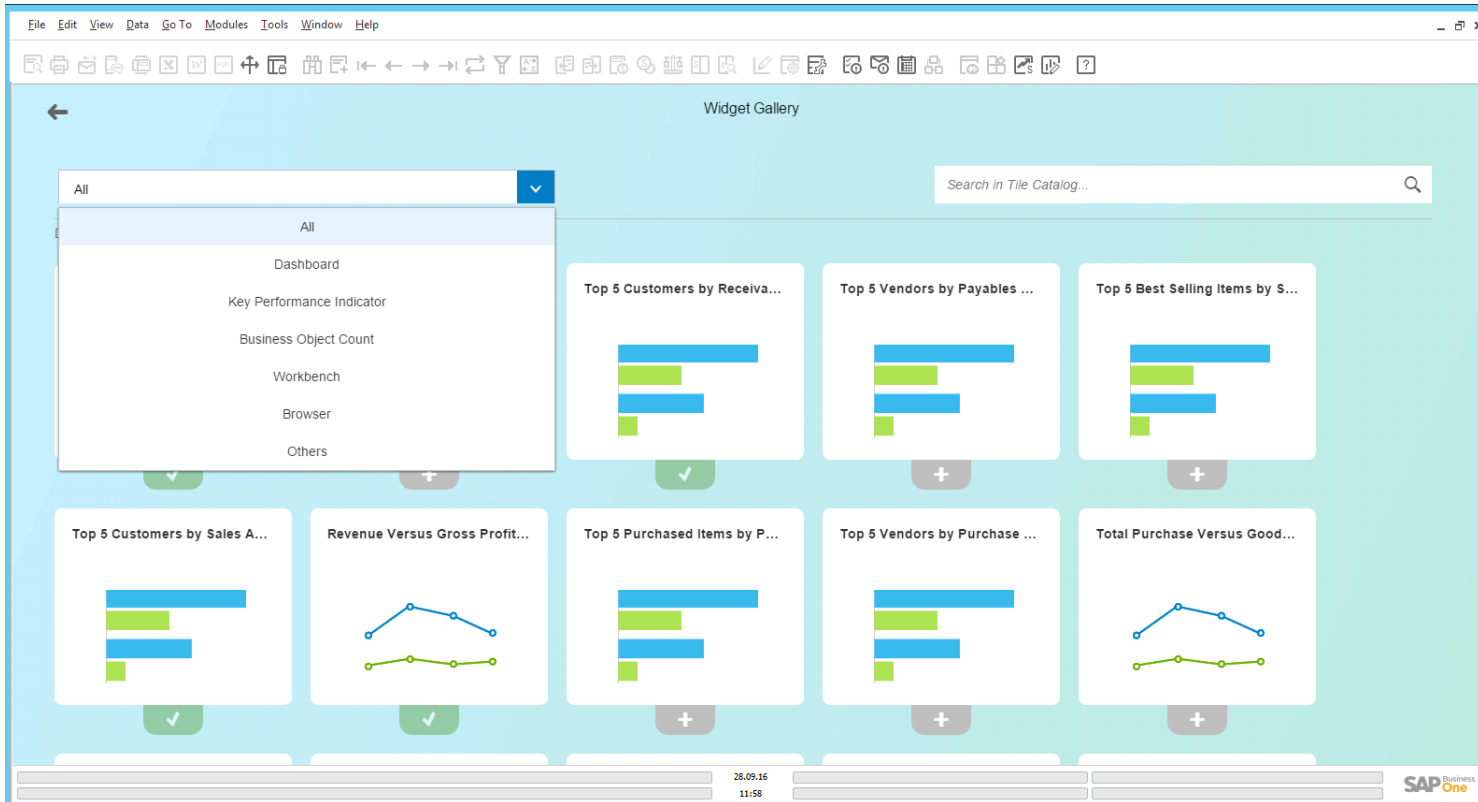 File Edit View Data Go To Modules Tools Window Help
Widget Gallery
All
Search in Tile Catalog...
All
Dashboard
Key Performance Indicator
Business Object Count
Workbench
Browser
Others
Top 5 Customers by Receiva...
Top 5 Vendors by Payables ...
Top 5 Best Selling Items by S...
Top 5 Customers by Sales A...
Revenue Versus Gross Profit...
Top 5 Purchased Items by P...
Top 5 Vendors by Purchase ...
Total Purchase Versus Good...
28.09.16
11:58
SAP Business One